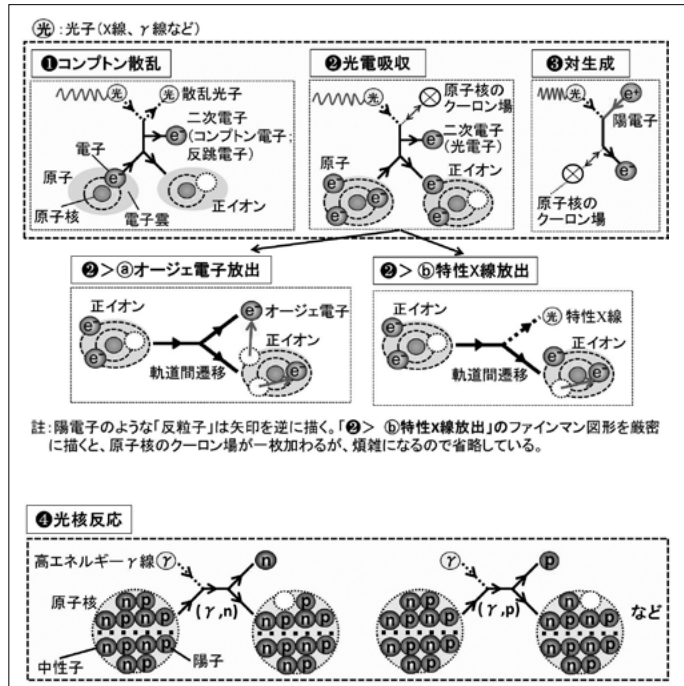 光:光子(X線、γ線など)
❶コンプトン散乱
光
光 散乱光子
二次電子
e⁻ (コンプトン電子;
反跳電子)
電子
原子
e⁻
原子核
電子雲
正イオン
❷光電吸収
光
原子核の
クーロン場
二次電子
e⁻ (光電子)
原子
正イオン
e⁻
e⁻
e⁻
e⁻
e⁻
❸対生成
光
e⁺
陽電子
e⁻
原子核の
クーロン場
❷>ⓐオージェ電子放出
正イオン
e⁻
e⁻
軌道間遷移
e⁻ オージェ電子
正イオン
e⁻
❷>ⓑ特性X線放出
正イオン
e⁻
e⁻
軌道間遷移
光 特性X線
正イオン
e⁻
e⁻
註:陽電子のような「反粒子」は矢印を逆に描く。「❷> ⓑ特性X線放出」のファインマン図形を厳密
に描くと、原子核のクーロン場が一枚加わるが、煩雑になるので省略している。
❹光核反応
高エネルギーγ線 γ
n
原子核
n p
n p n p
(γ,n)
p
n p n p
n p n p
n p
n p n p
n p
中性子
陽子
γ
p
n p
n p n p
(γ,p)
n
n p n p
n p n p
n p
n p n p
n p
など